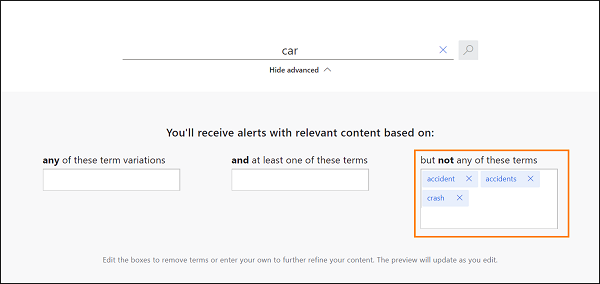 car
Hide advanced
You'll receive alerts with relevant content based on:
any of these term variations
and at least one of these terms
but not any of these terms
accident
accidents
crash
Edit the boxes to remove terms or enter your own to further refine your content. The preview will update as you edit.